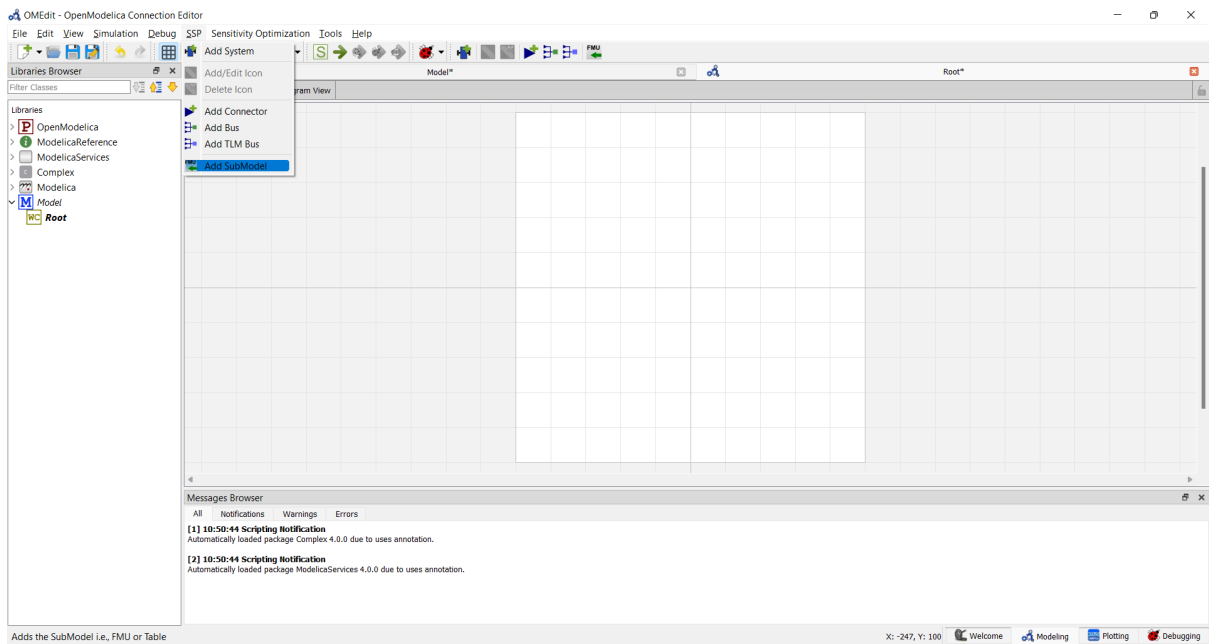 OMEdit - OpenModelica Connection Editor
File Edit View Simulation Debug SSP Sensitivity Optimization Tools Help
S FMU
Add System
Add/Edit Icon
Delete Icon
Add Connector
Add Bus
Add TLM Bus
FMU Add SubModel
Libraries Browser
Filter Classes
Libraries
P OpenModelica
i ModelicaReference
ModelicaServices
C Complex
Modelica
M Model
WC Root
Model* Root*
gram View
Messages Browser
All Notifications Warnings Errors
[1] 10:50:44 Scripting Notification
Automatically loaded package Complex 4.0.0 due to uses annotation.
[2] 10:50:44 Scripting Notification
Automatically loaded package ModelicaServices 4.0.0 due to uses annotation.
Adds the SubModel i.e., FMU or Table X: -247, Y: 100 Welcome Modeling Plotting Debugging